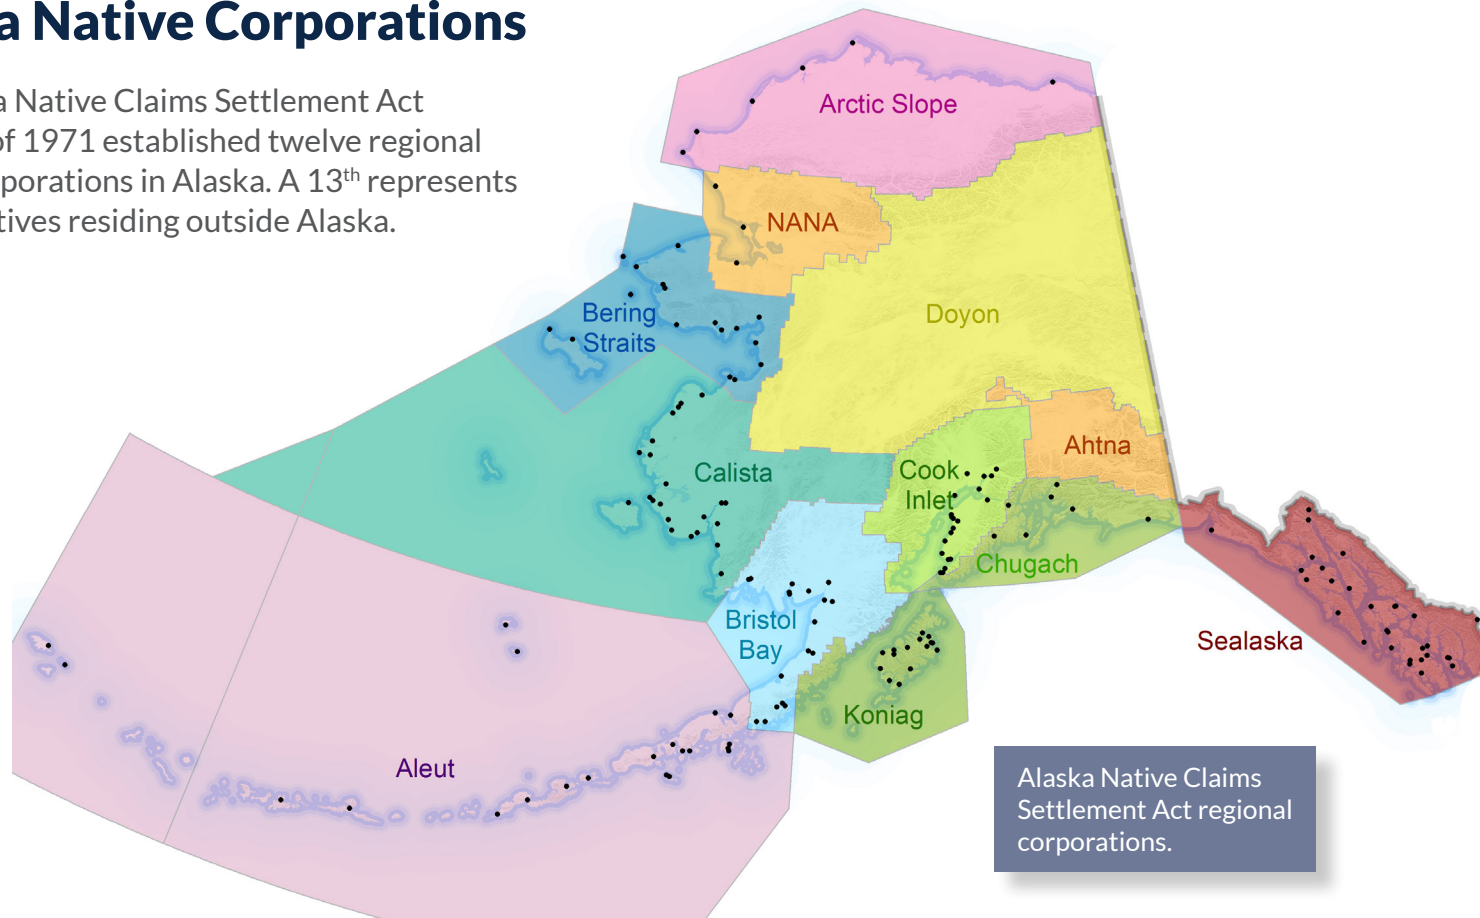 a Native Corporations
a Native Claims Settlement Act
of 1971 established twelve regional
porations in Alaska. A 13th represents
tives residing outside Alaska.
Arctic Slope
NANA
Doyon
Bering
Straits
Ahtna
Calista
Cook
Inlet
Chugach
Bristol
Bay
Sealaska
Koniag
Aleut
Alaska Native Claims
Settlement Act regional
corporations.